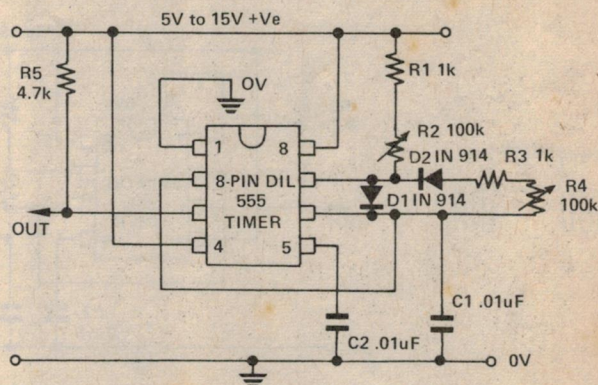 5V to 15V +Ve
R5
4.7k
0V
R1 1k
R2 100k
1
8
D2 IN 914
R3 1k
8-PIN DIL
R4
100k
555
D1 IN 914
TIMER
OUT
4
5
C1 .01uF
C2 .01uF
0V